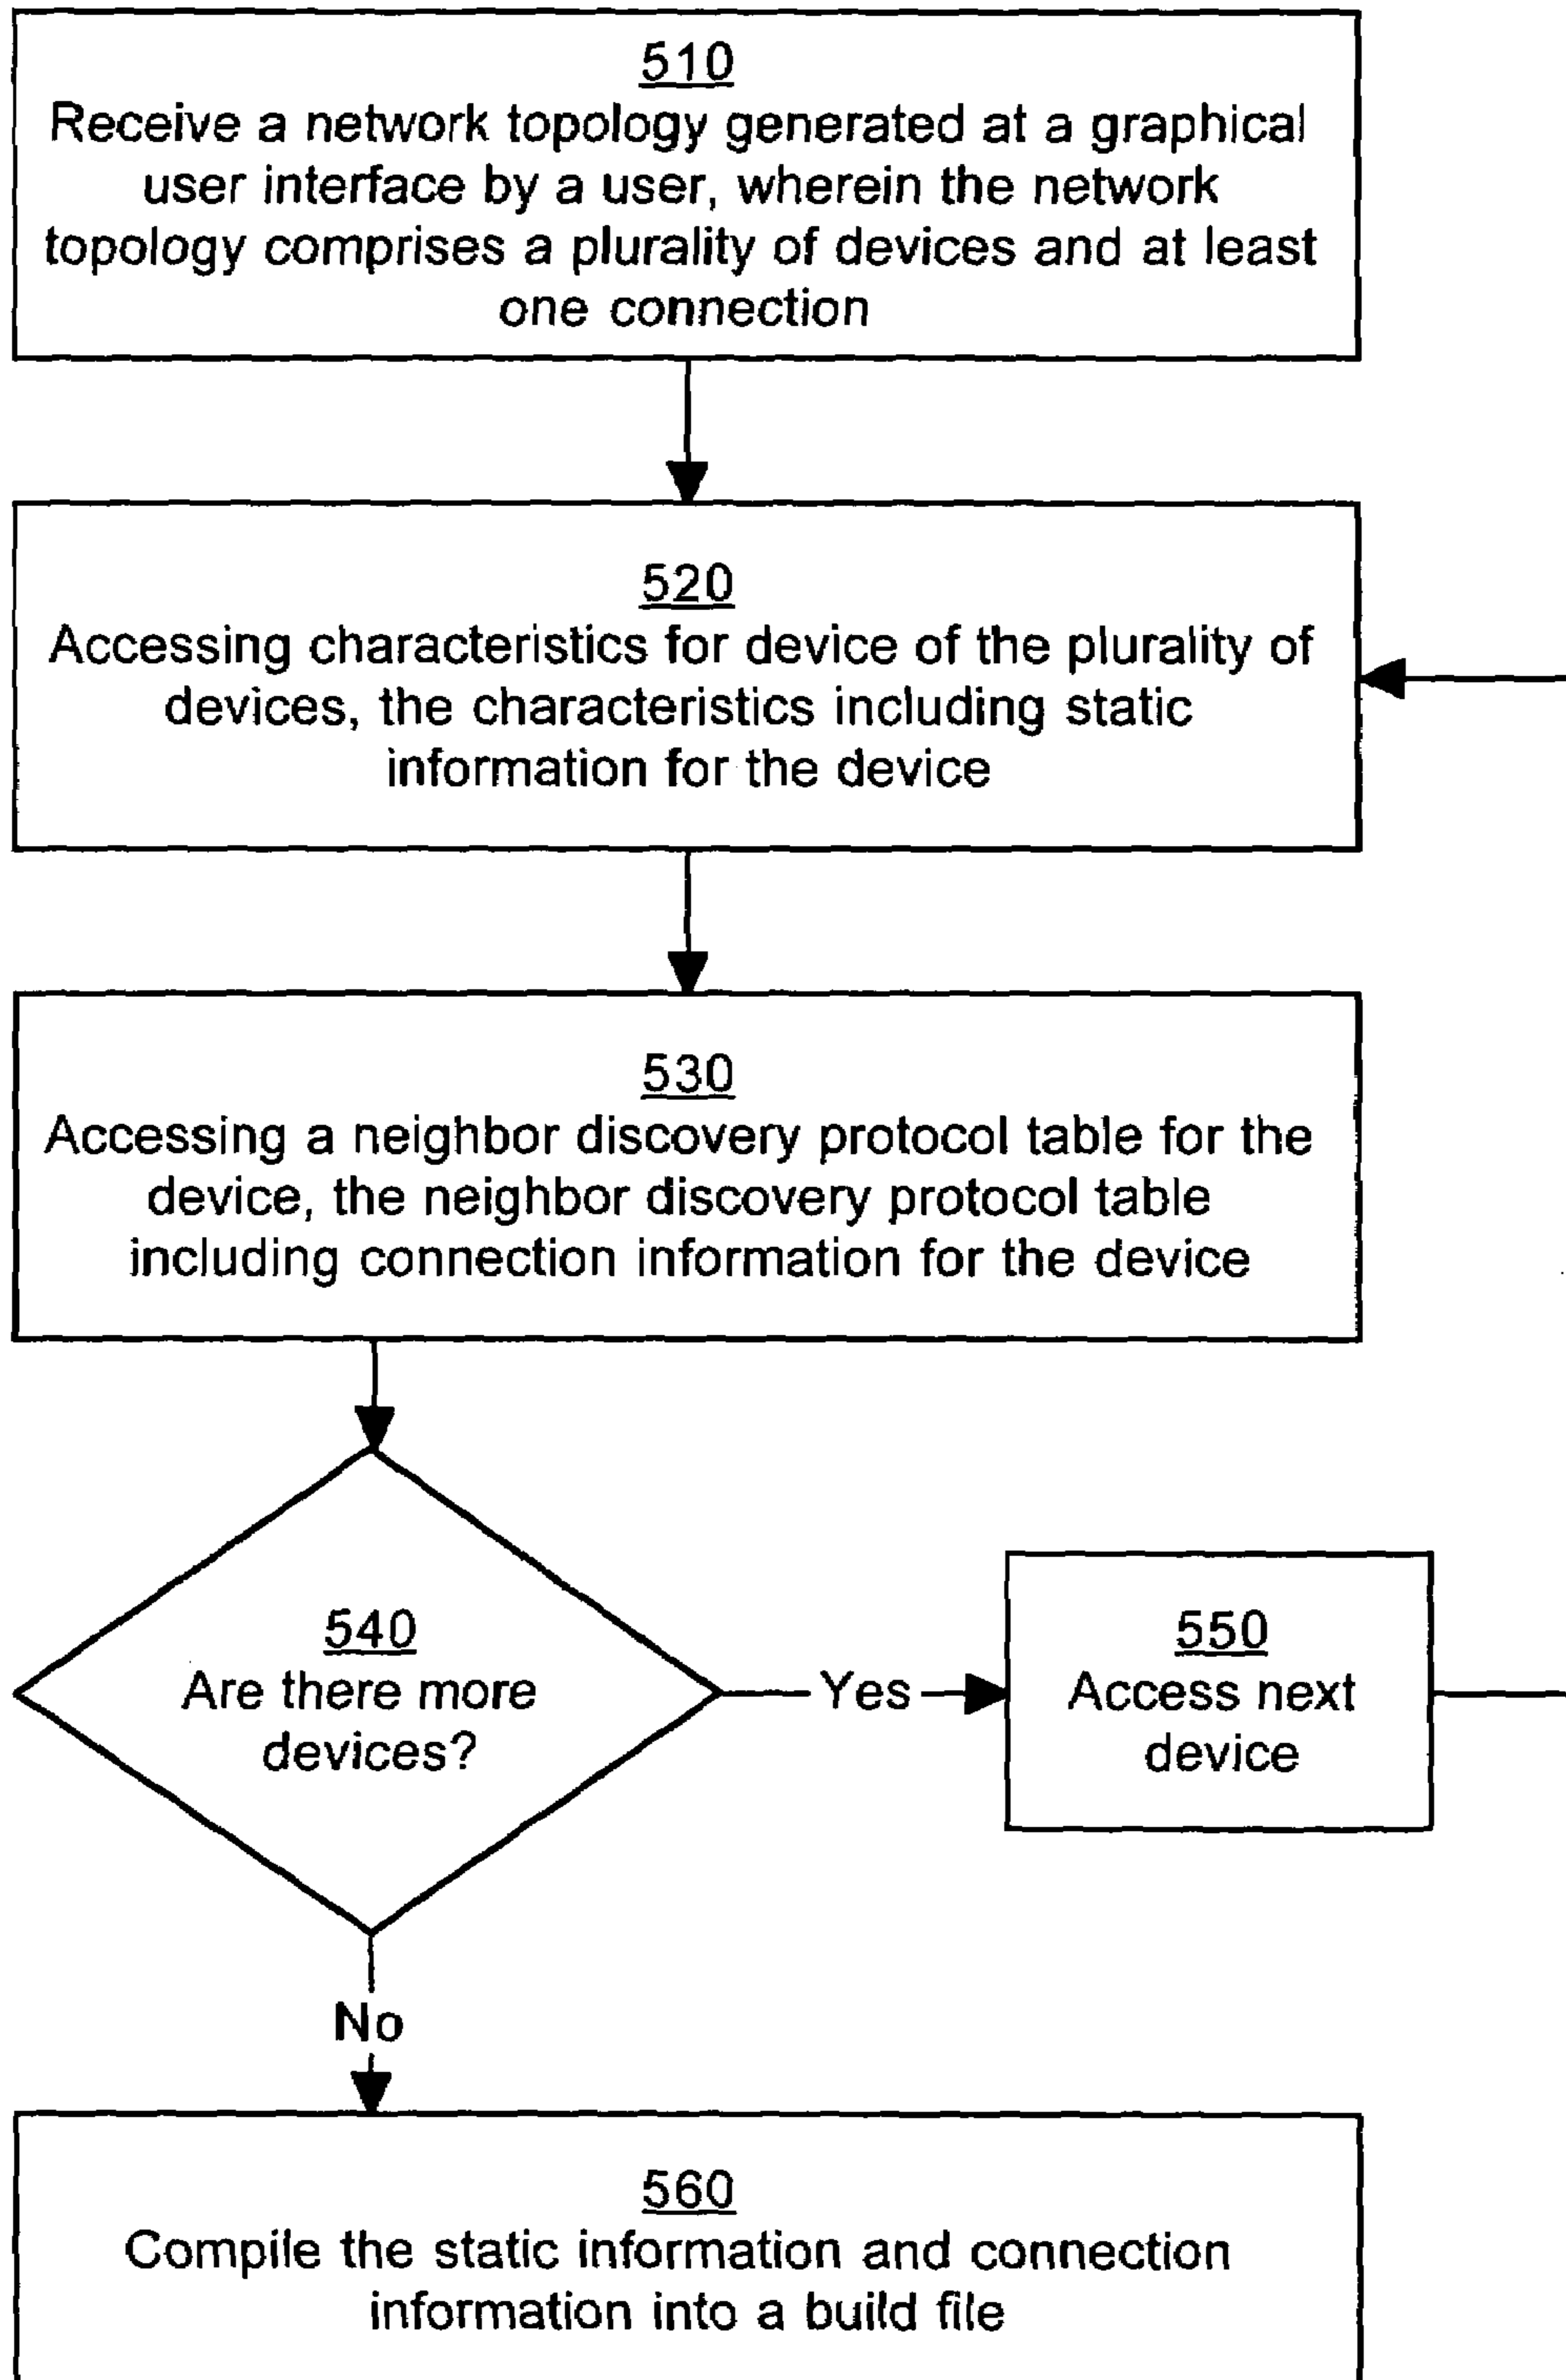 510
Receive a network topology generated at a graphical
user interface by a user, wherein the network
topology comprises a plurality of devices and at least
one connection
520
Accessing characteristics for device of the plurality of
devices, the characteristics including static
information for the device
530
Accessing a neighbor discovery protocol table for the
device, the neighbor discovery protocol table
including connection information for the device
540
Are there more
devices?
Yes
550
Access next
device
No
560
Compile the static information and connection
information into a build file